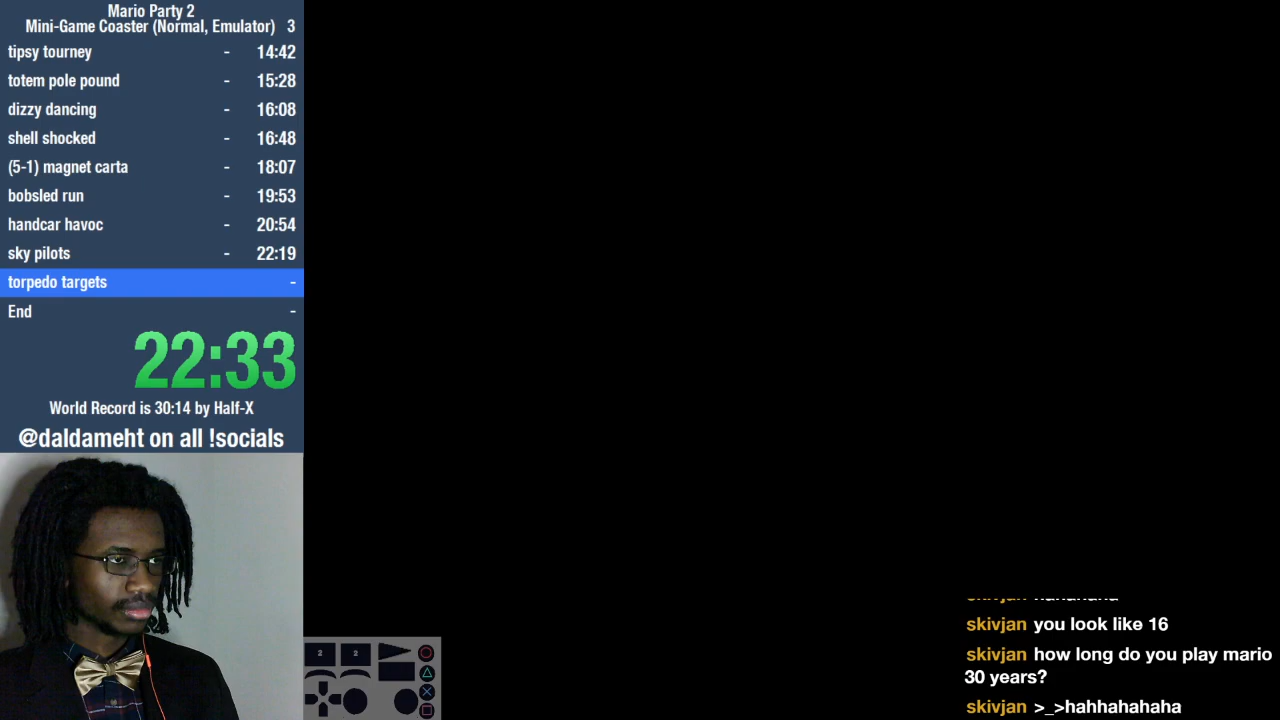 Mario Party 2
Mini-Game Coaster (Normal, Emulator) 3
tipsy tourney - 14:42
totem pole pound - 15:28
dizzy dancing - 16:08
shell shocked - 16:48
(5-1) magnet carta - 18:07
bobsled run - 19:53
handcar havoc - 20:54
sky pilots - 22:19
torpedo targets -
End -
22:33
World Record is 30:14 by Half-X
@daldameht on all !socials
2 2
skivjan hahahaha
skivjan you look like 16
skivjan how long do you play mario
30 years?
skivjan >_>hahhahahaha